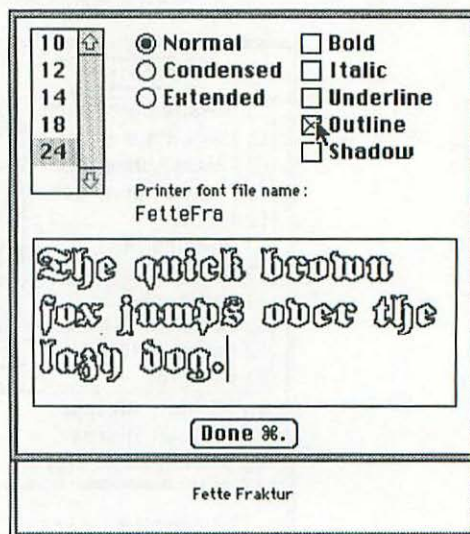 10
12
14
18
24
Normal
Condensed
Extended
Bold
Italic
Underline
Outline
Shadow
Printer font file name:
FetteFra
The quick brown
fox jumps over the
lazy dog.
Done ⌘.
Fette Fraktur